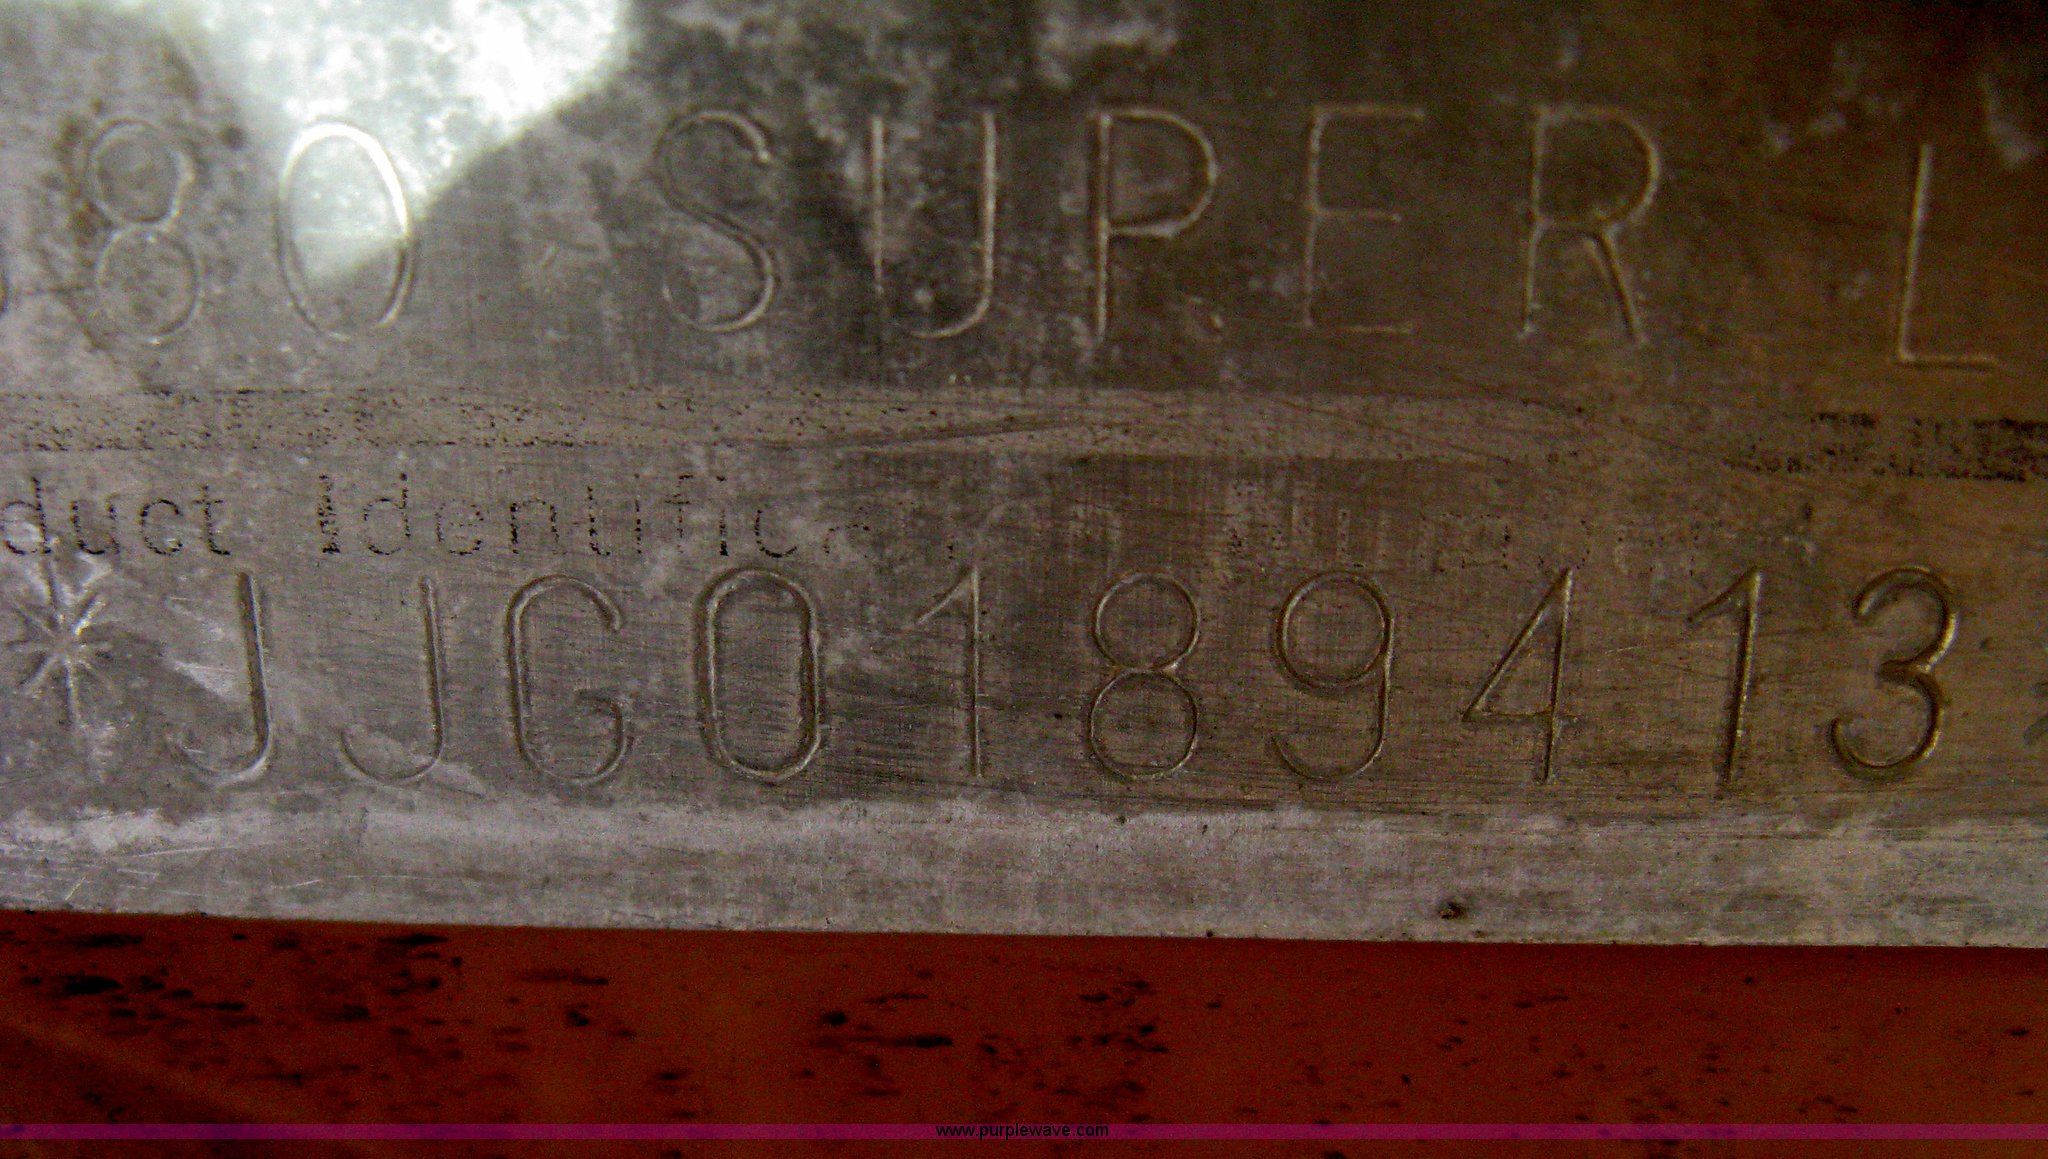 80 SUPER L
duct Identific
*JJG0189413
www.purplewave.com